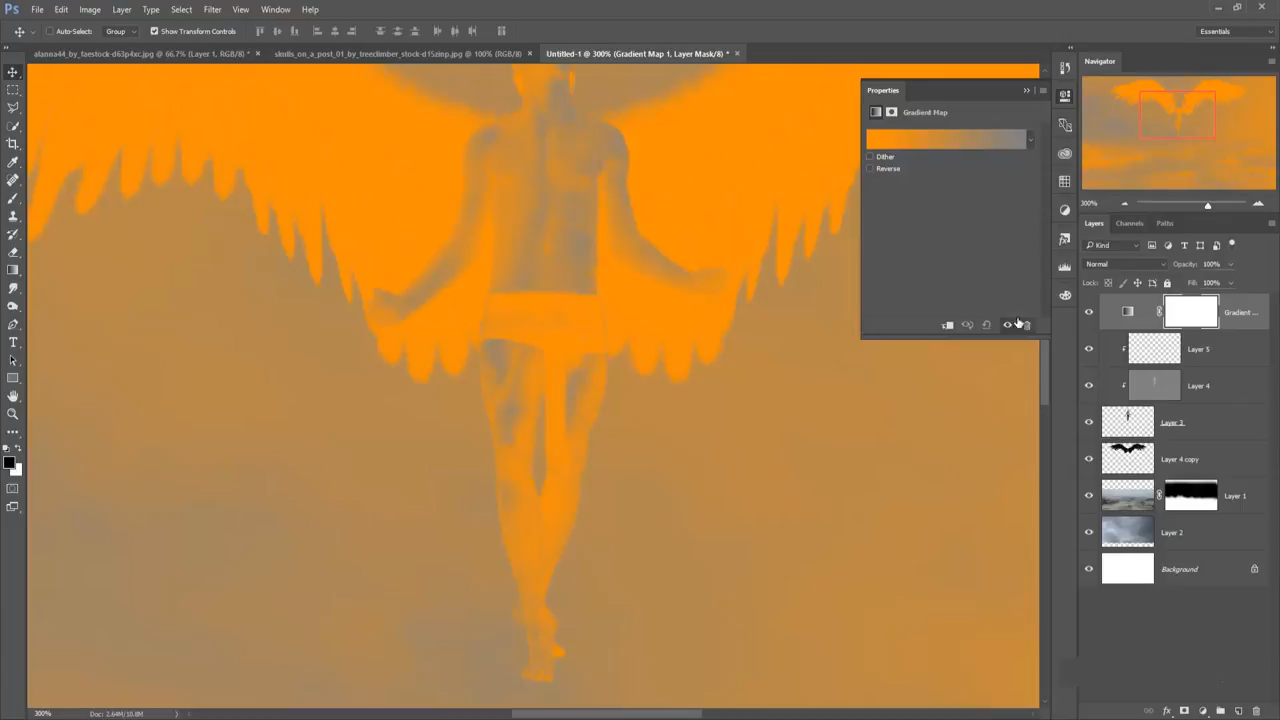 Ps File Edit Image Layer Type Select Filter View Window Help
Auto-Select: Group Show Transform Controls Essentials
alanna44_by_taestock-d63p4xc.jpg @ 66.7% (Layer 1, RGB/8) * × skntls_on_a_post_01_by_treeclimber_stock-d15zinp.jpg @ 100% (RGB/8) × Untitled-1 @ 300% (Gradient Map 1, Layer Mask/8) * ×
Navigator
Properties
Gradient Map
Dither
Reverse
300%
Layers Channels Paths
Kind
Normal Opacity: 100%
Lock: Fill: 100%
Gradient ...
Layer 5
Layer 4
Layer 3
Layer 4 copy
Layer 1
Layer 2
Background
300% Doc: 2.64M/10.8M